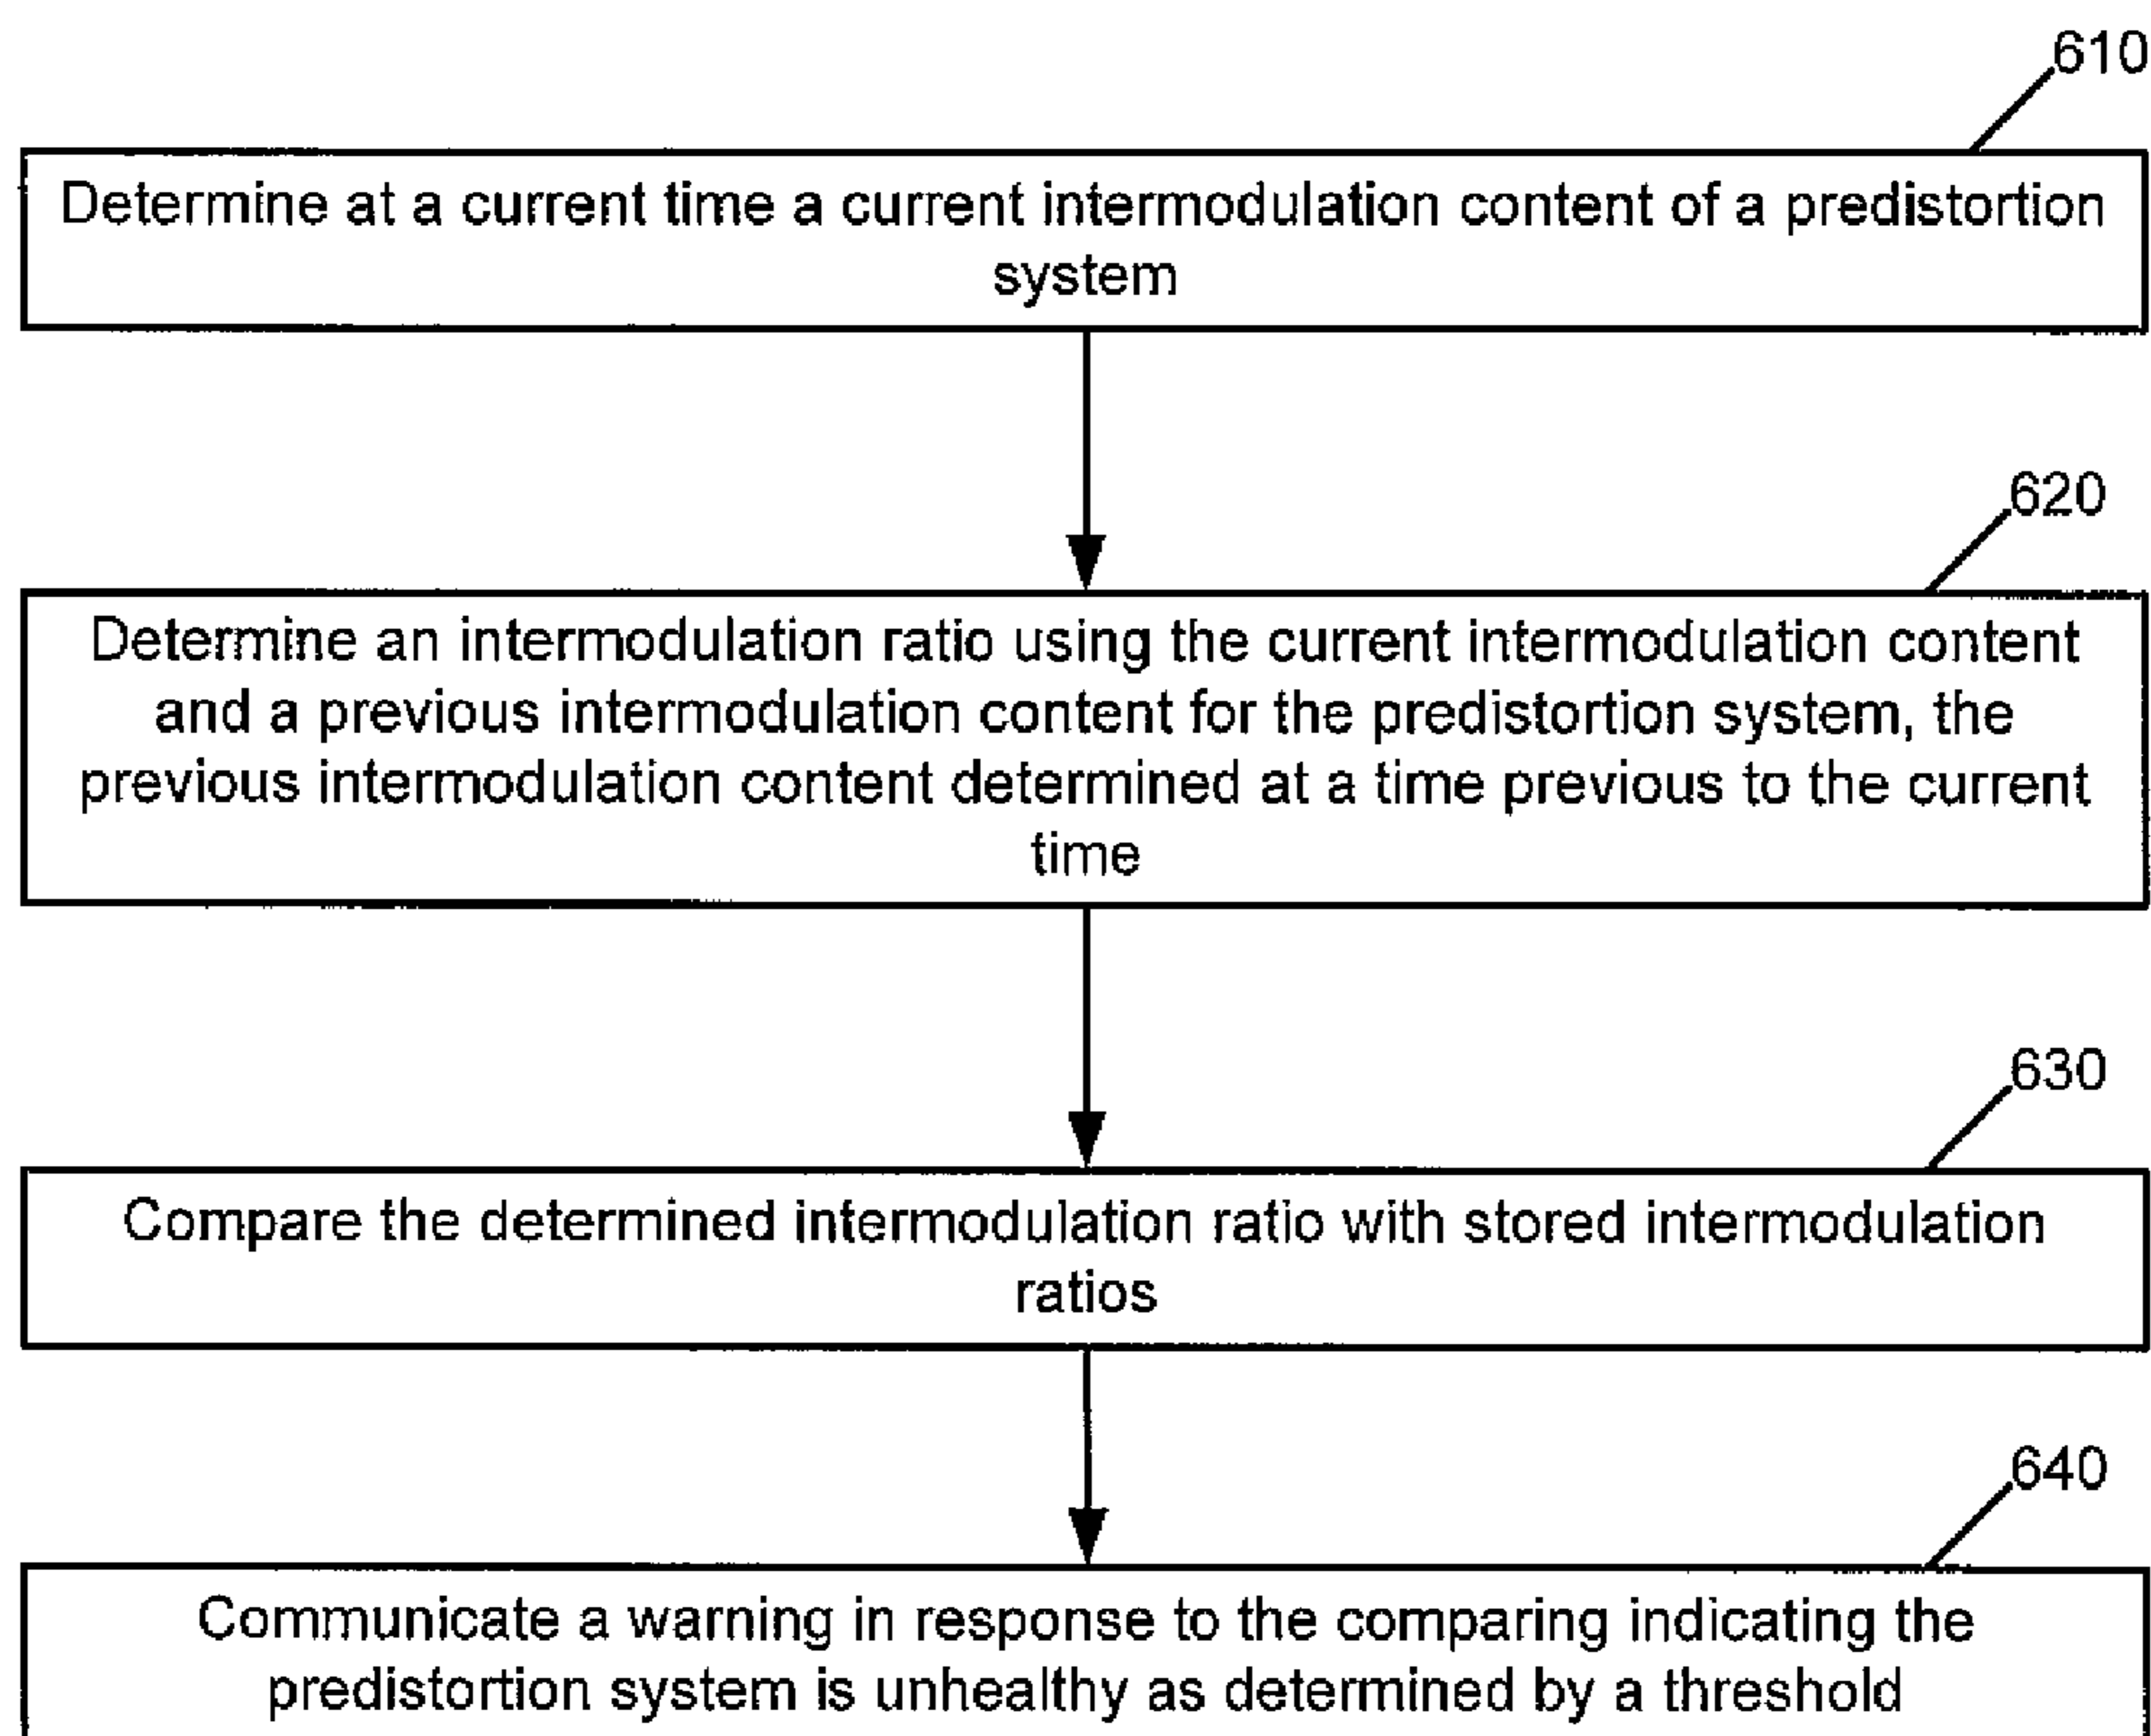 610
Determine at a current time a current intermodulation content of a predistortion
system
620
Determine an intermodulation ratio using the current intermodulation content
and a previous intermodulation content for the predistortion system, the
previous intermodulation content determined at a time previous to the current
time
630
Compare the determined intermodulation ratio with stored intermodulation
ratios
640
Communicate a warning in response to the comparing indicating the
predistortion system is unhealthy as determined by a threshold